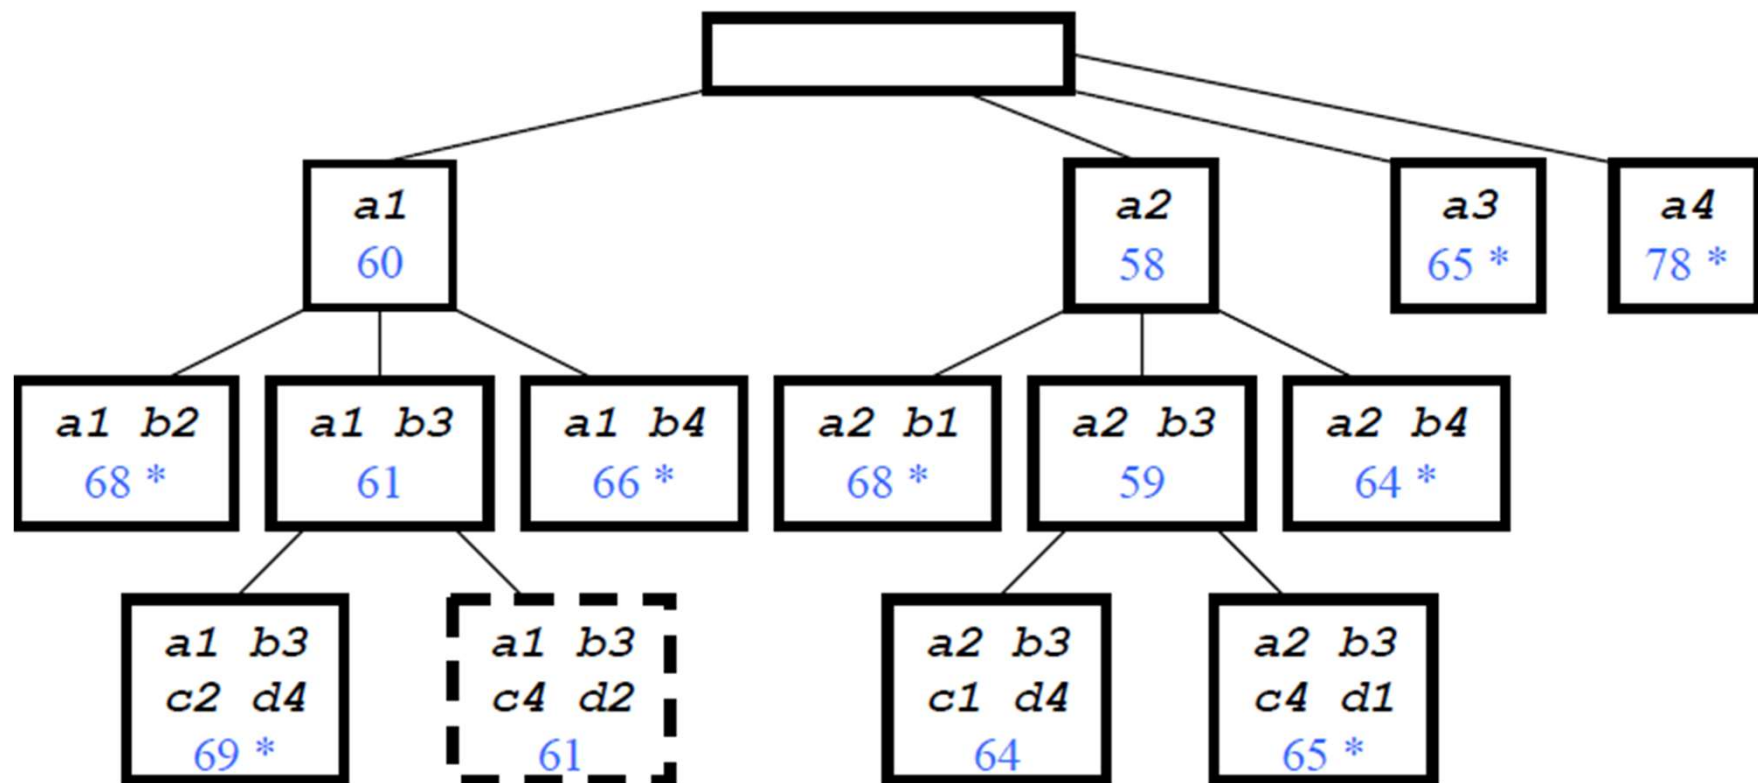 a1
60
a2
58
a3
65 *
a4
78 *
a1 b2
68 *
a1 b3
61
a1 b4
66 *
a2 b1
68 *
a2 b3
59
a2 b4
64 *
a1 b3
c2 d4
69 *
a1 b3
c4 d2
61
a2 b3
c1 d4
64
a2 b3
c4 d1
65 *